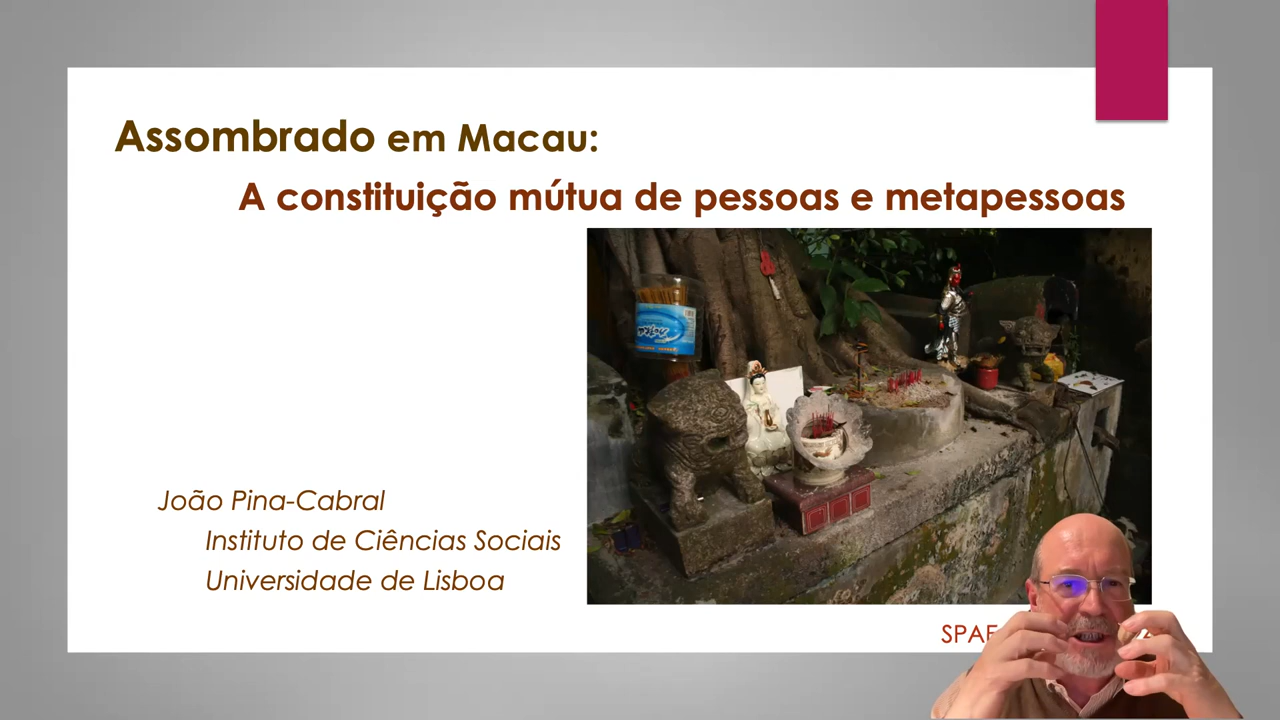 Assombrado em Macau:
A constituição mútua de pessoas e metapessoas
João Pina-Cabral
Instituto de Ciências Sociais
Universidade de Lisboa